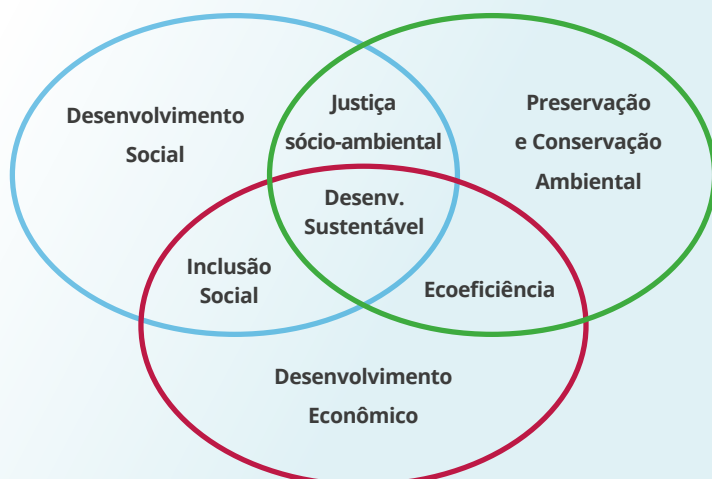 Desenvolvimento
Social
Justiça
sócio-ambiental
Preservação
e Conservação
Ambiental
Desenv.
Sustentável
Inclusão
Social
Ecoeficiência
Desenvolvimento
Econômico